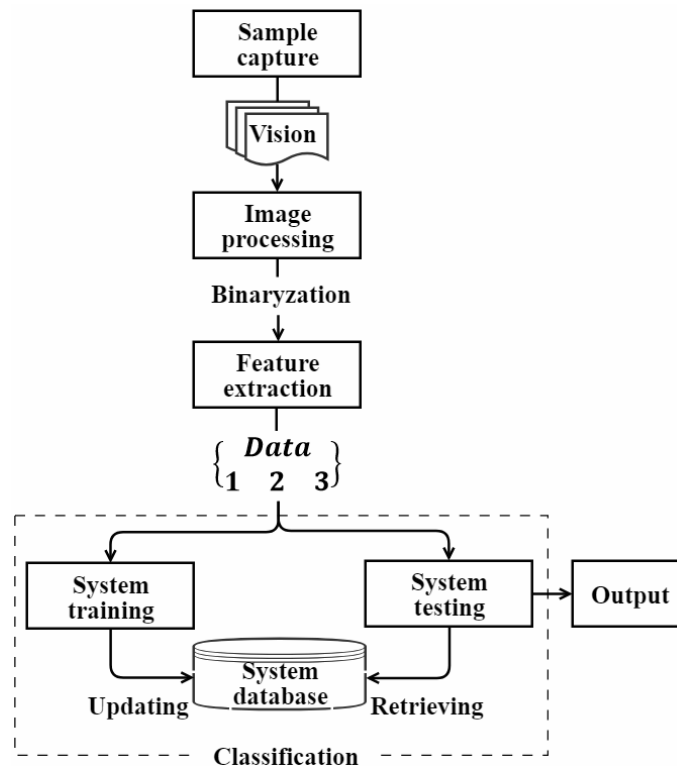 Sample
capture
Vision
Image
processing
Binaryzation
Feature
extraction
{ Data
1 2 3 }
System
training
System
testing
Output
System
database
Updating
Retrieving
Classification